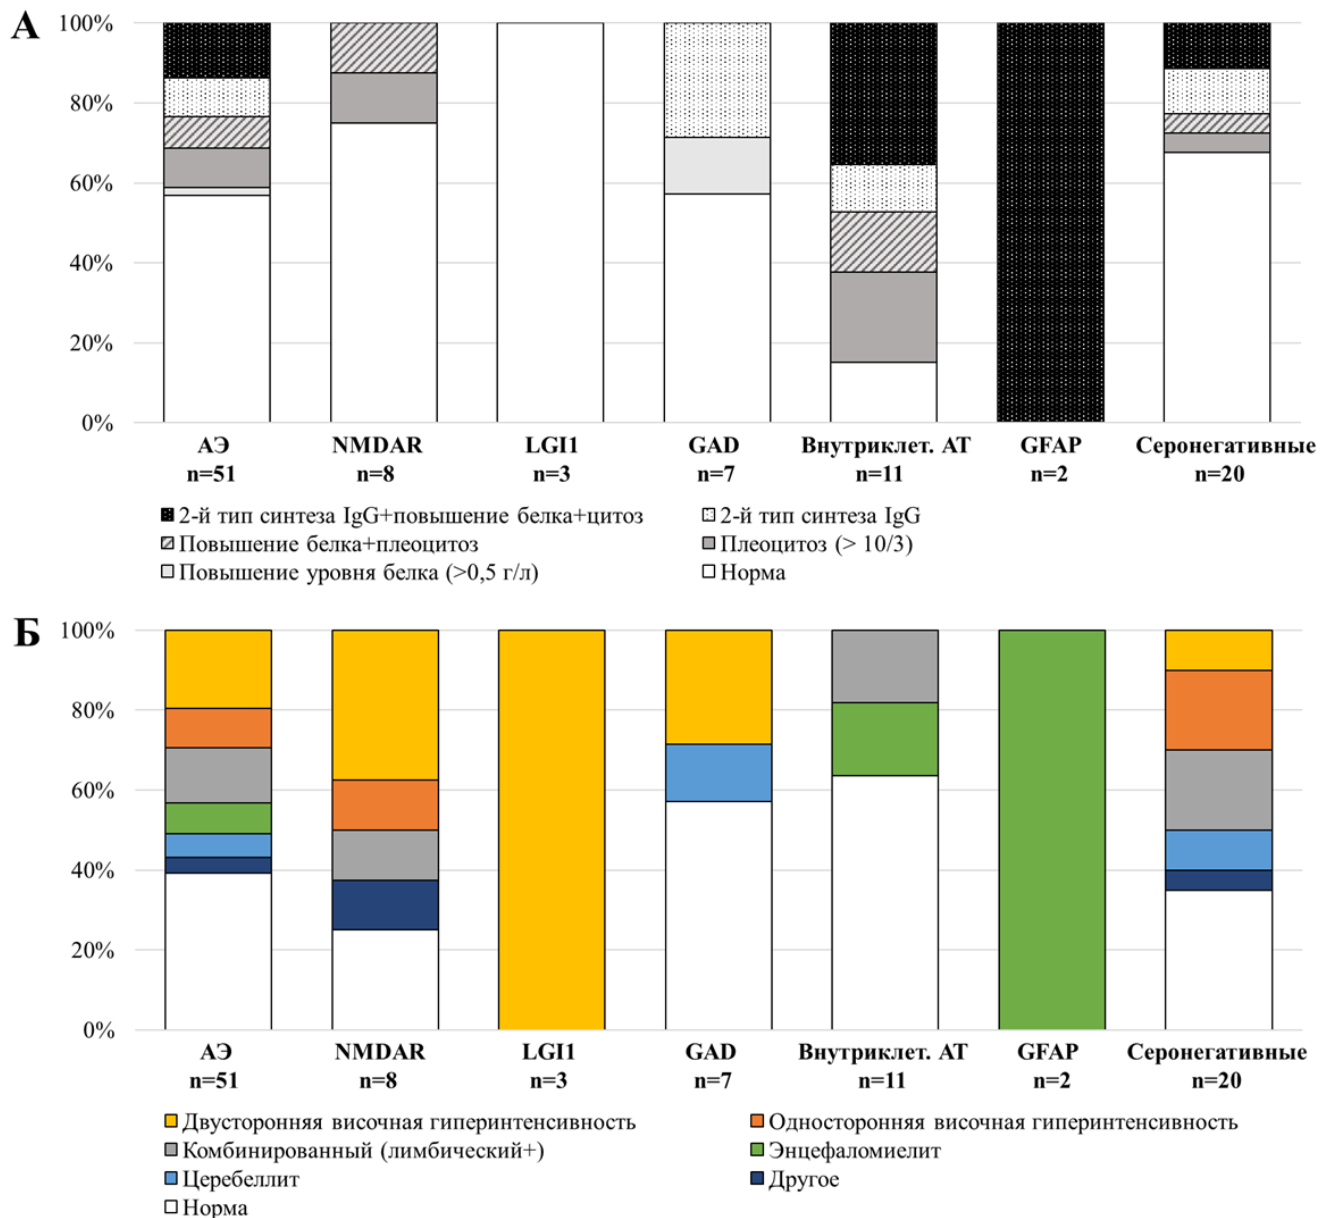 А
100%
80%
60%
40%
20%
0%
АЭ NMDAR LGI1 GAD Внутриклет. АТ GFAP Серонегативные
n=51 n=8 n=3 n=7 n=11 n=2 n=20
2-й тип синтеза IgG+повышение белка+цитоз 2-й тип синтеза IgG
Повышение белка+плеоцитоз Плеоцитоз (> 10/3)
Повышение уровня белка (>0,5 г/л) Норма
Б
100%
80%
60%
40%
20%
0%
АЭ NMDAR LGI1 GAD Внутриклет. АТ GFAP Серонегативные
n=51 n=8 n=3 n=7 n=11 n=2 n=20
Двусторонняя височная гиперинтенсивность Односторонняя височная гиперинтенсивность
Комбинированный (лимбический+) Энцефаломиелит
Церебеллит Другое
Норма